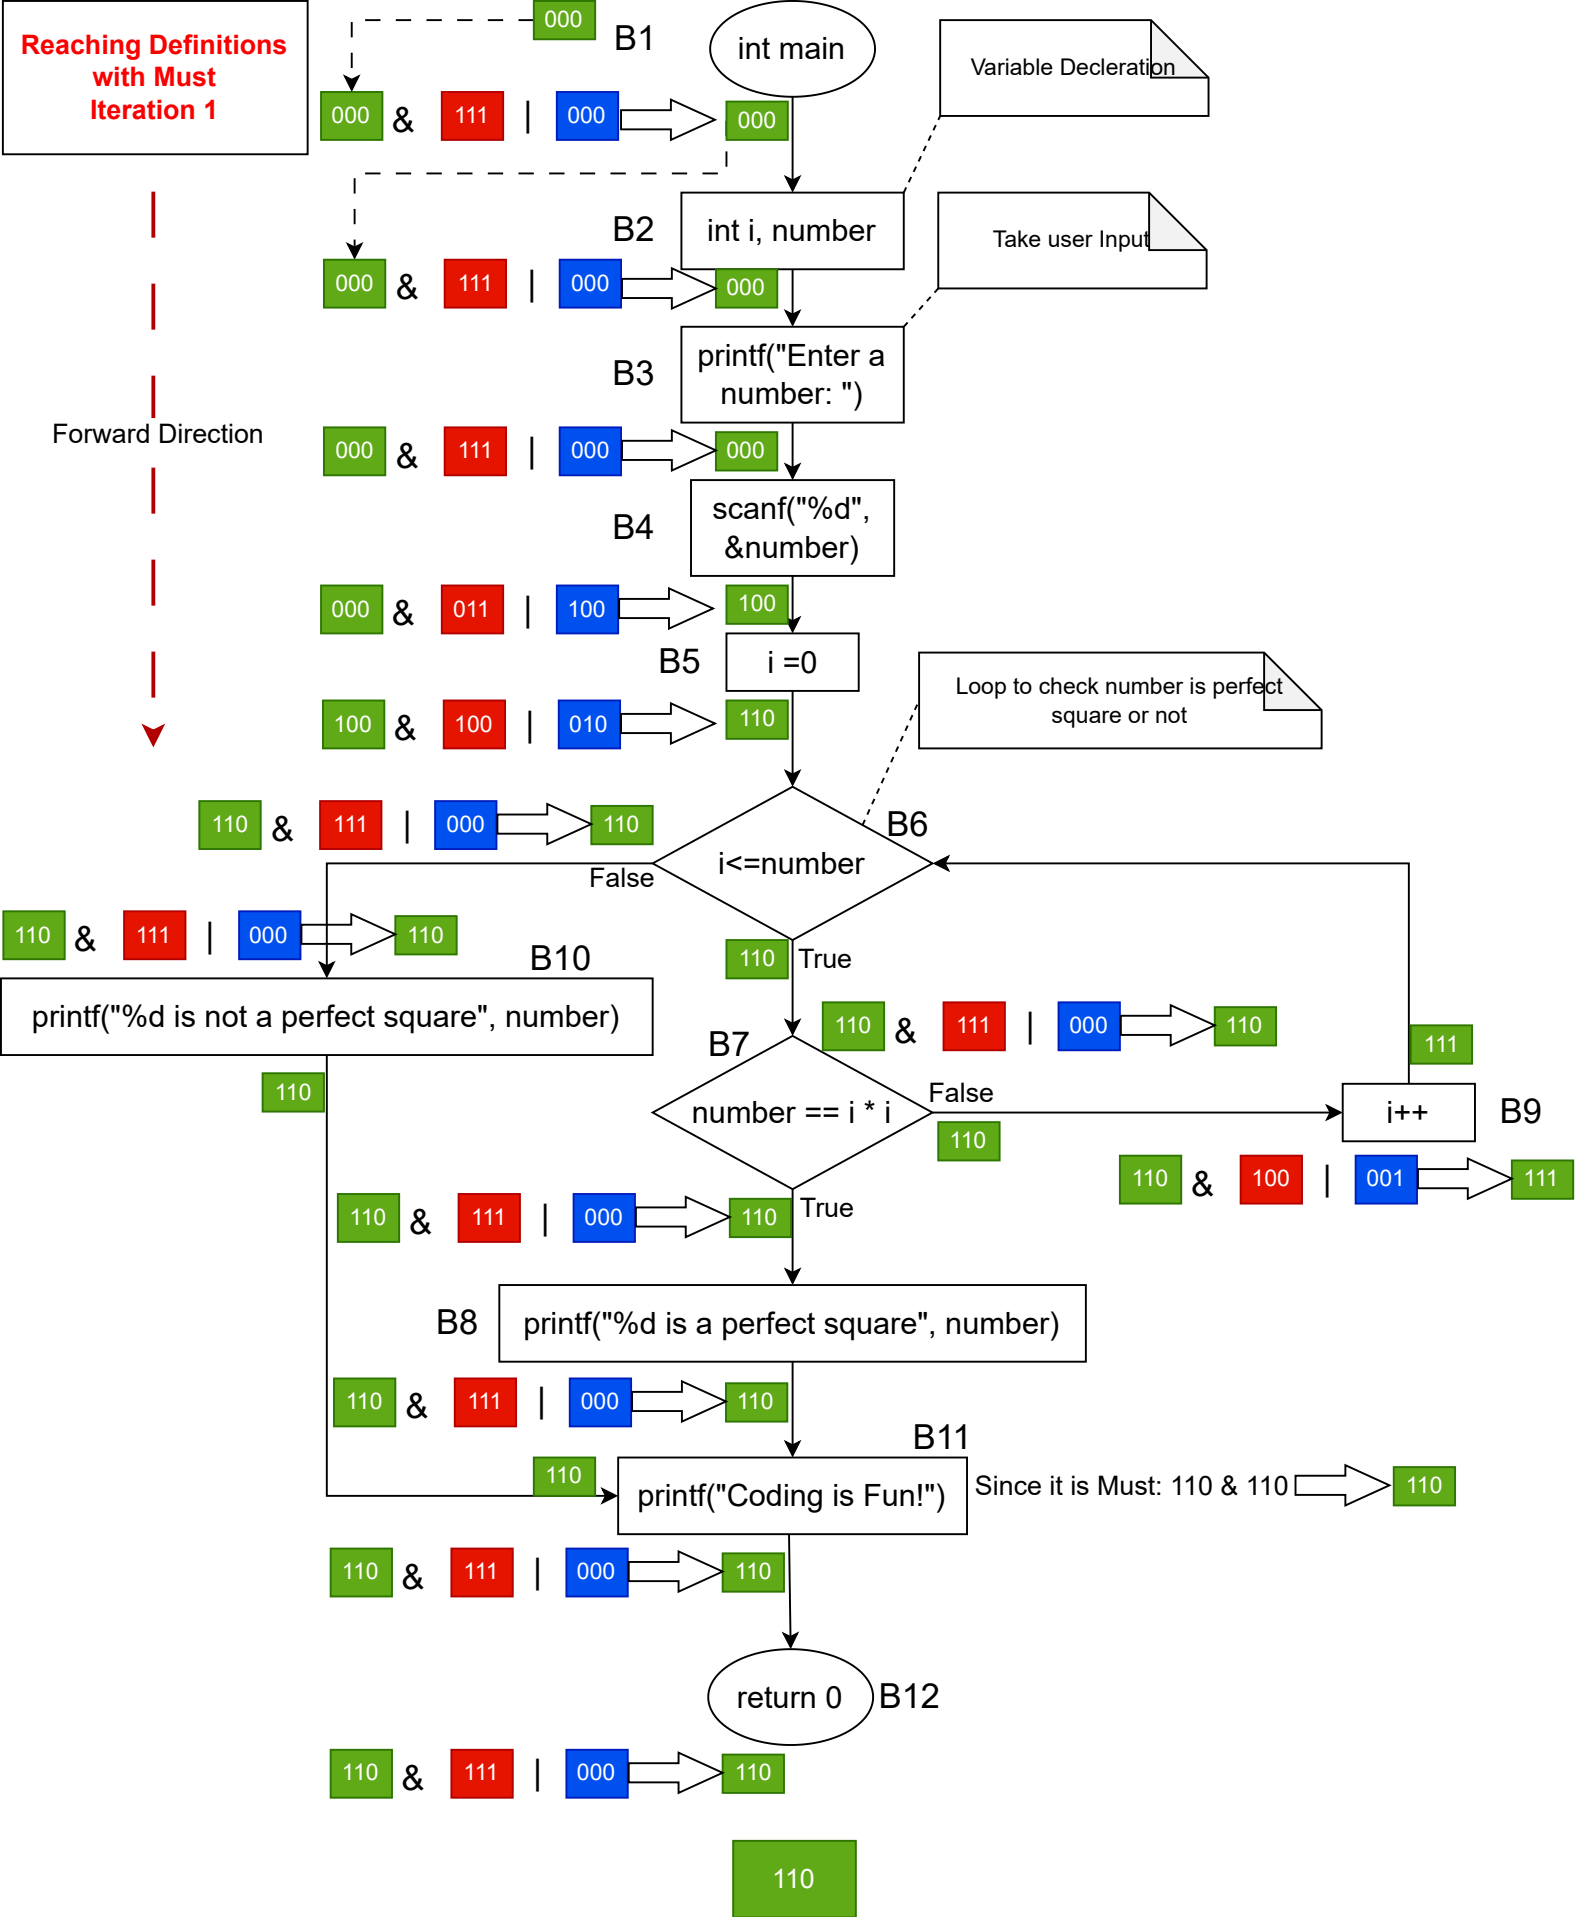 Reaching Definitions
with Must
Iteration 1
000
B1
int main
Variable Decleration
000 & 111 | 000 000
B2
int i, number
Take user Input
000 & 111 | 000 000
B3
printf("Enter a
number: ")
Forward Direction
000 & 111 | 000 000
B4
scanf("%d",
&number)
000 & 011 | 100 100
B5
i =0
Loop to check number is perfect
square or not
100 & 100 | 010 110
110 & 111 | 000 110
B6
i<=number
False
110 & 111 | 000 110
B10
110 True
printf("%d is not a perfect square", number)
110 & 111 | 000 110
B7
111
110
False
number == i * i
i++
B9
110
110 & 100 | 001 111
110 & 111 | 000 110 True
B8
printf("%d is a perfect square", number)
110 & 111 | 000 110
B11
110
printf("Coding is Fun!")
Since it is Must: 110 & 110 110
110 & 111 | 000 110
return 0
B12
110 & 111 | 000 110
110